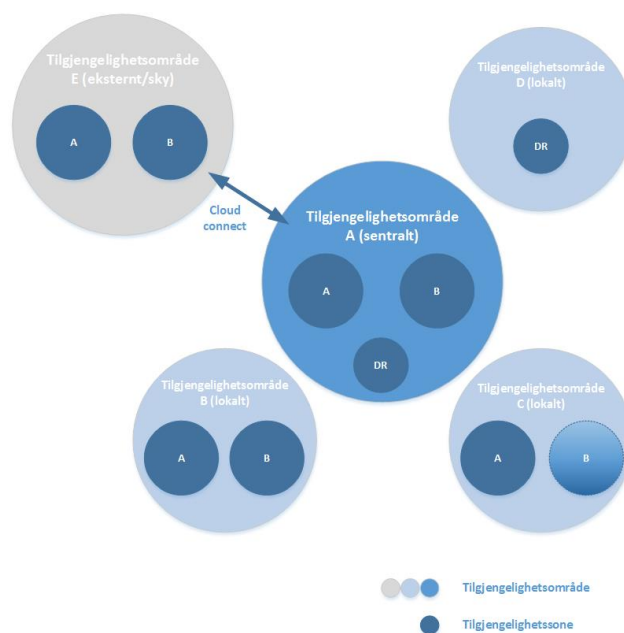 Tilgjengelighetsområde
E (eksternt/sky)
A
B
Cloud
connect
Tilgjengelighetsområde
D (lokalt)
DR
Tilgjengelighetsområde
A (sentralt)
A
B
DR
Tilgjengelighetsområde
B (lokalt)
A
B
Tilgjengelighetsområde
C (lokalt)
A
B
Tilgjengelighetsområde
Tilgjengelighetssone